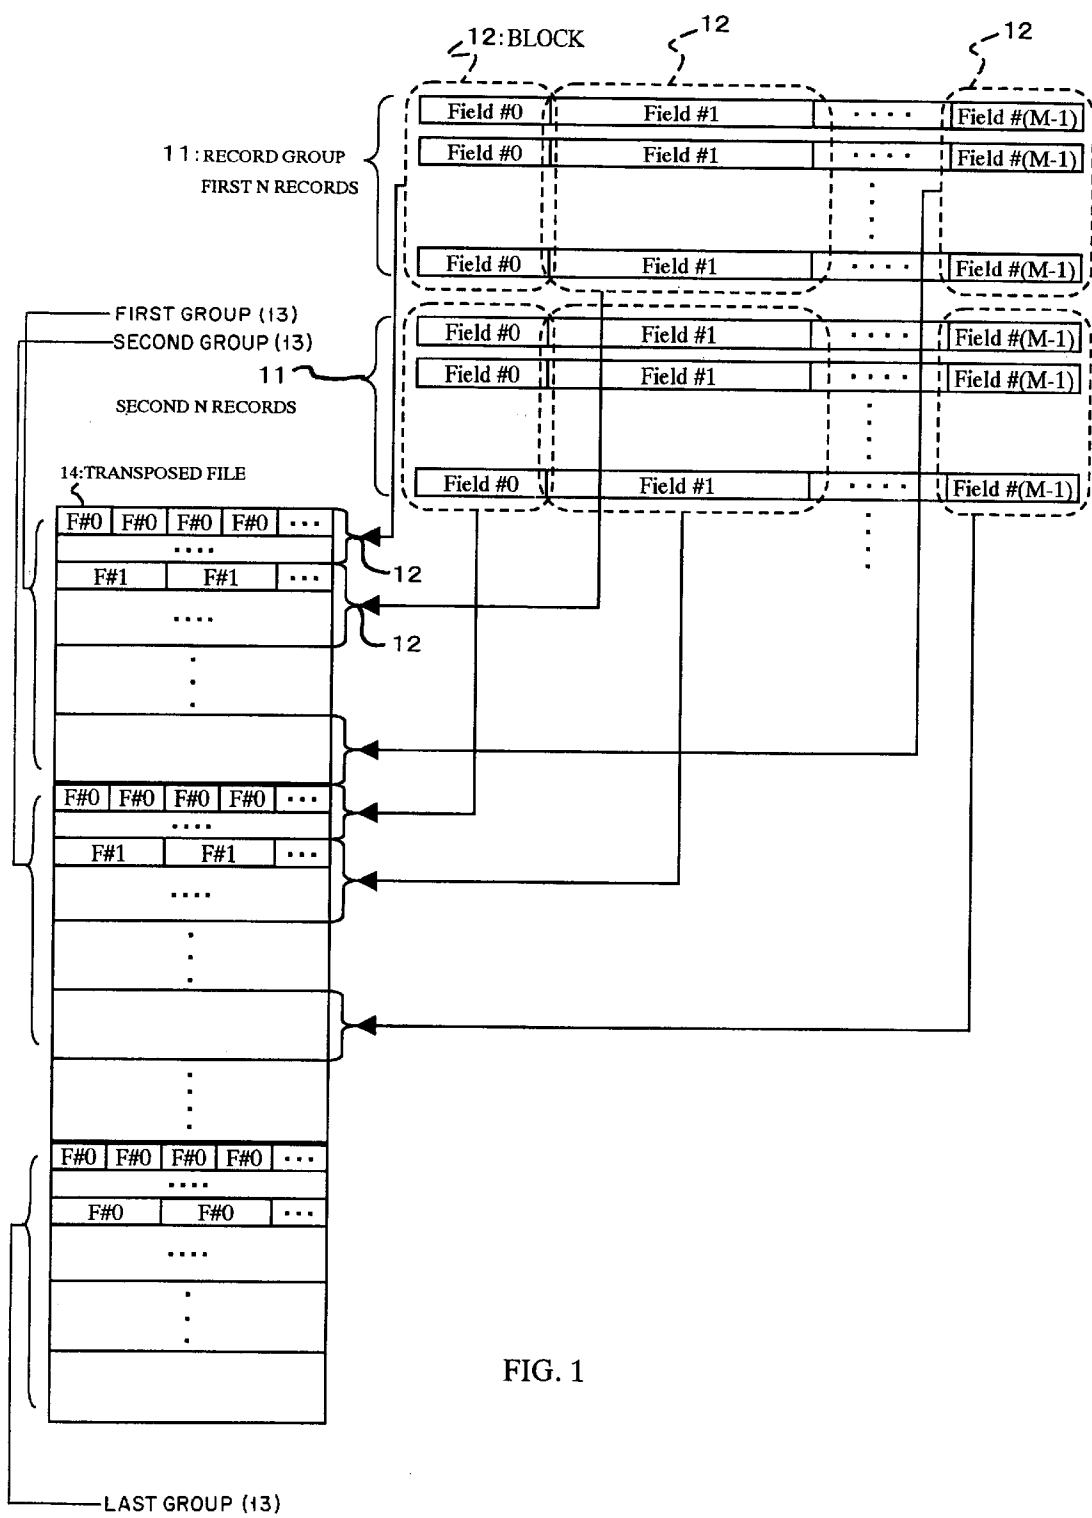 12:BLOCK 12 12
Field #0 Field #1 .... Field #(M-1)
11:RECORD GROUP
Field #0 Field #1 .... Field #(M-1)
FIRST N RECORDS
Field #0 Field #1 .... Field #(M-1)
FIRST GROUP (13)
Field #0 Field #1 .... Field #(M-1)
SECOND GROUP (13)
11
Field #0 Field #1 .... Field #(M-1)
SECOND N RECORDS
14:TRANSPOSED FILE
Field #0 Field #1 .... Field #(M-1)
F#0 F#0 F#0 F#0 ...
....
12
F#1 F#1 ...
....
12
F#0 F#0 F#0 F#0 ...
....
F#1 F#1 ...
....
F#0 F#0 F#0 F#0 ...
....
F#0 F#0 ...
....
FIG. 1
LAST GROUP (13)